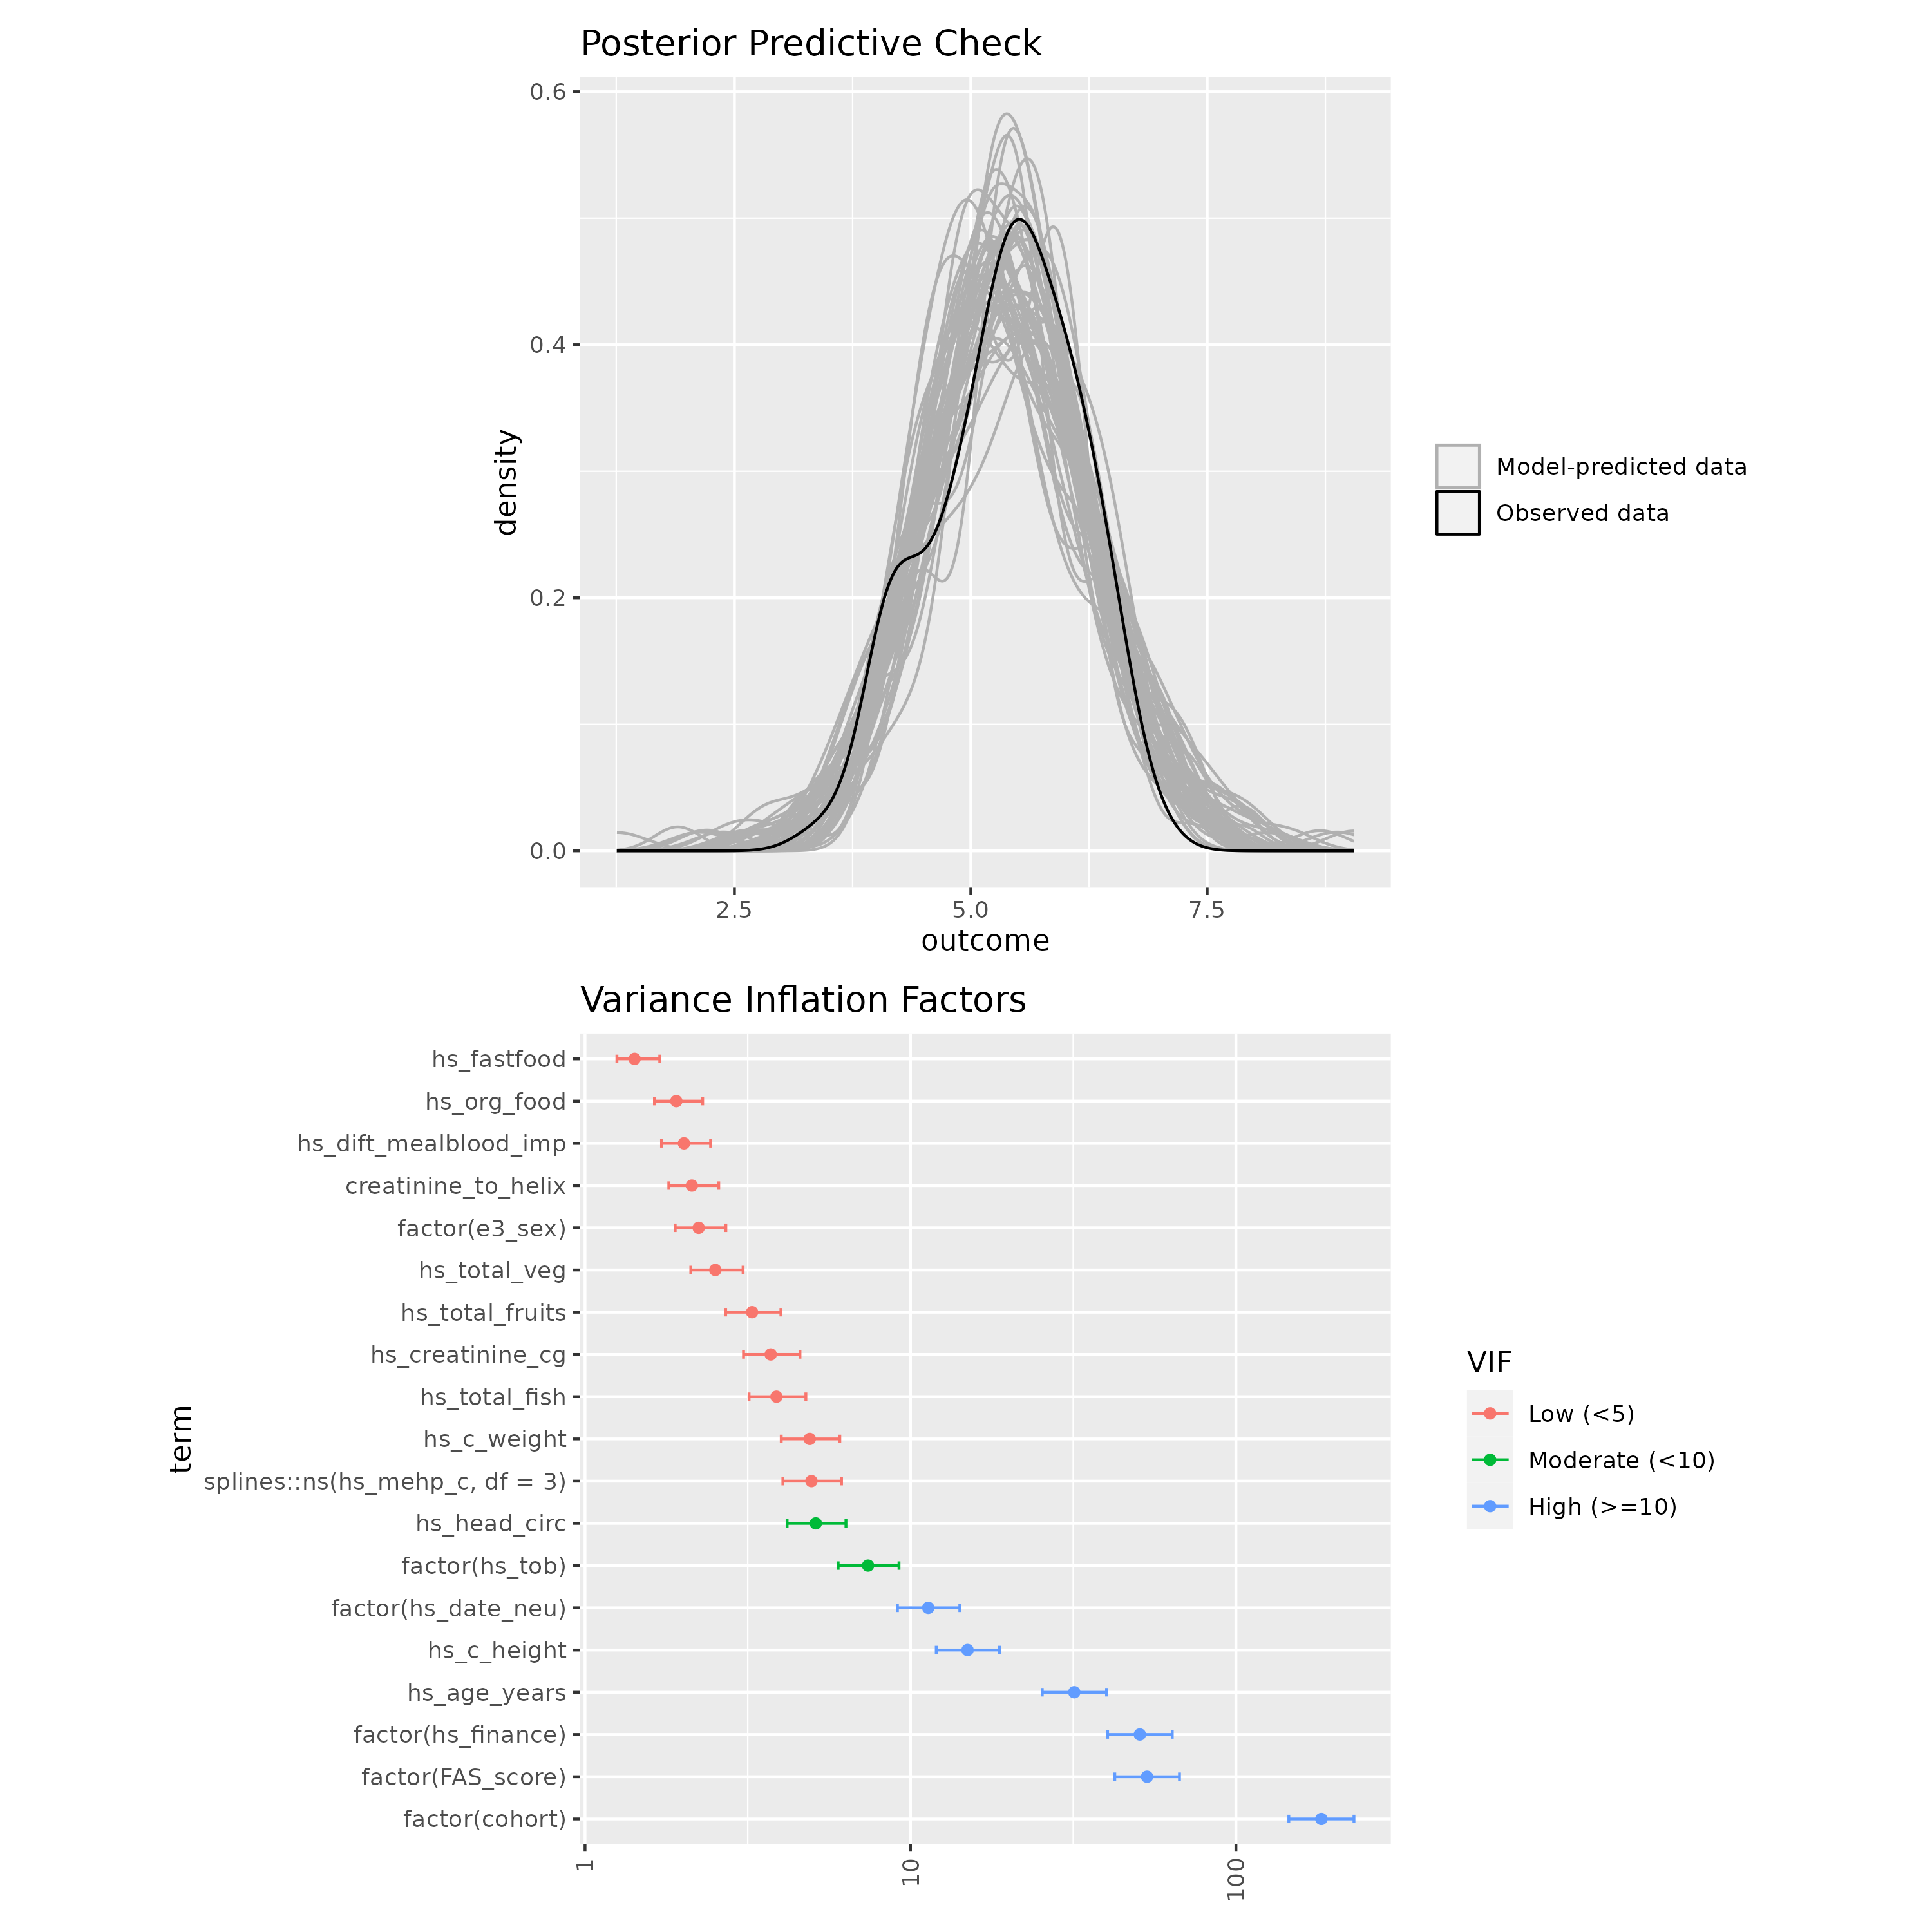 Posterior Predictive Check
0.6
0.4
0.2
0.0
density
2.5 5.0 7.5
outcome
Model-predicted data
Observed data
Variance Inflation Factors
hs_fastfood
hs_org_food
hs_dift_mealblood_imp
creatinine_to_helix
factor(e3_sex)
hs_total_veg
hs_total_fruits
hs_creatinine_cg
hs_total_fish
hs_c_weight
splines::ns(hs_mehp_c, df = 3)
hs_head_circ
factor(hs_tob)
factor(hs_date_neu)
hs_c_height
hs_age_years
factor(hs_finance)
factor(FAS_score)
factor(cohort)
term
1 10 100
VIF
Low (<5)
Moderate (<10)
High (>=10)